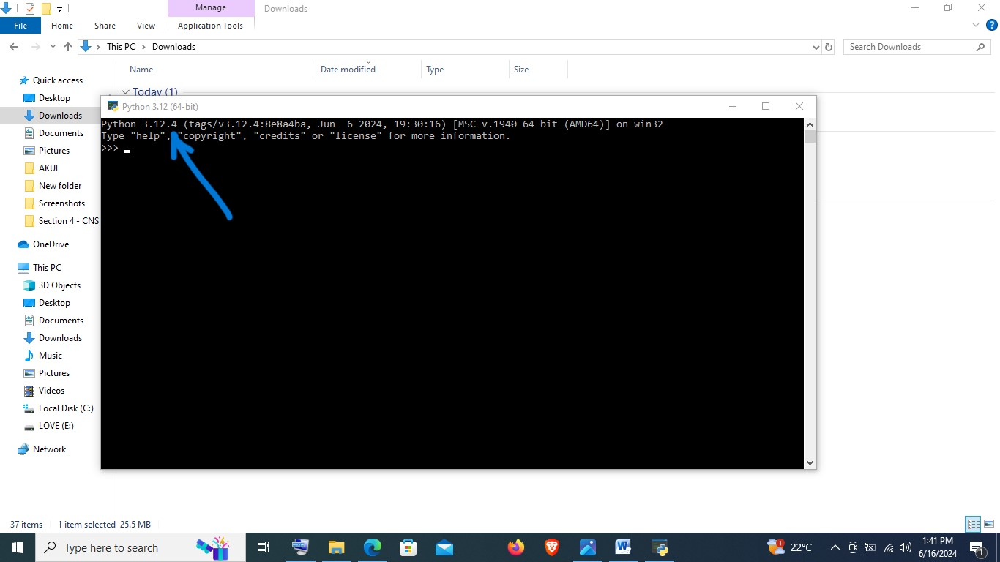 Manage
Downloads
File
Home
Share
View
Application Tools
This PC
Downloads
Search Downloads
Name
Date modified
Type
Size
Quick access
Desktop
Downloads
Documents
Pictures
AKUI
New folder
Screenshots
Section 4 - CNS
OneDrive
This PC
3D Objects
Desktop
Documents
Downloads
Music
Pictures
Videos
Local Disk (C:)
LOVE (E:)
Network
Today (1)
Python 3.12 (64-bit)
Python 3.12.4 (tags/v3.12.4:8e8a4ba, Jun  6 2024, 19:30:16) [MSC v.1940 64 bit (AMD64)] on win32
Type "help", "copyright", "credits" or "license" for more information.
>>>
37 items
1 item selected
25.5 MB
Type here to search
1
22°C
1:41 PM
6/16/2024
1